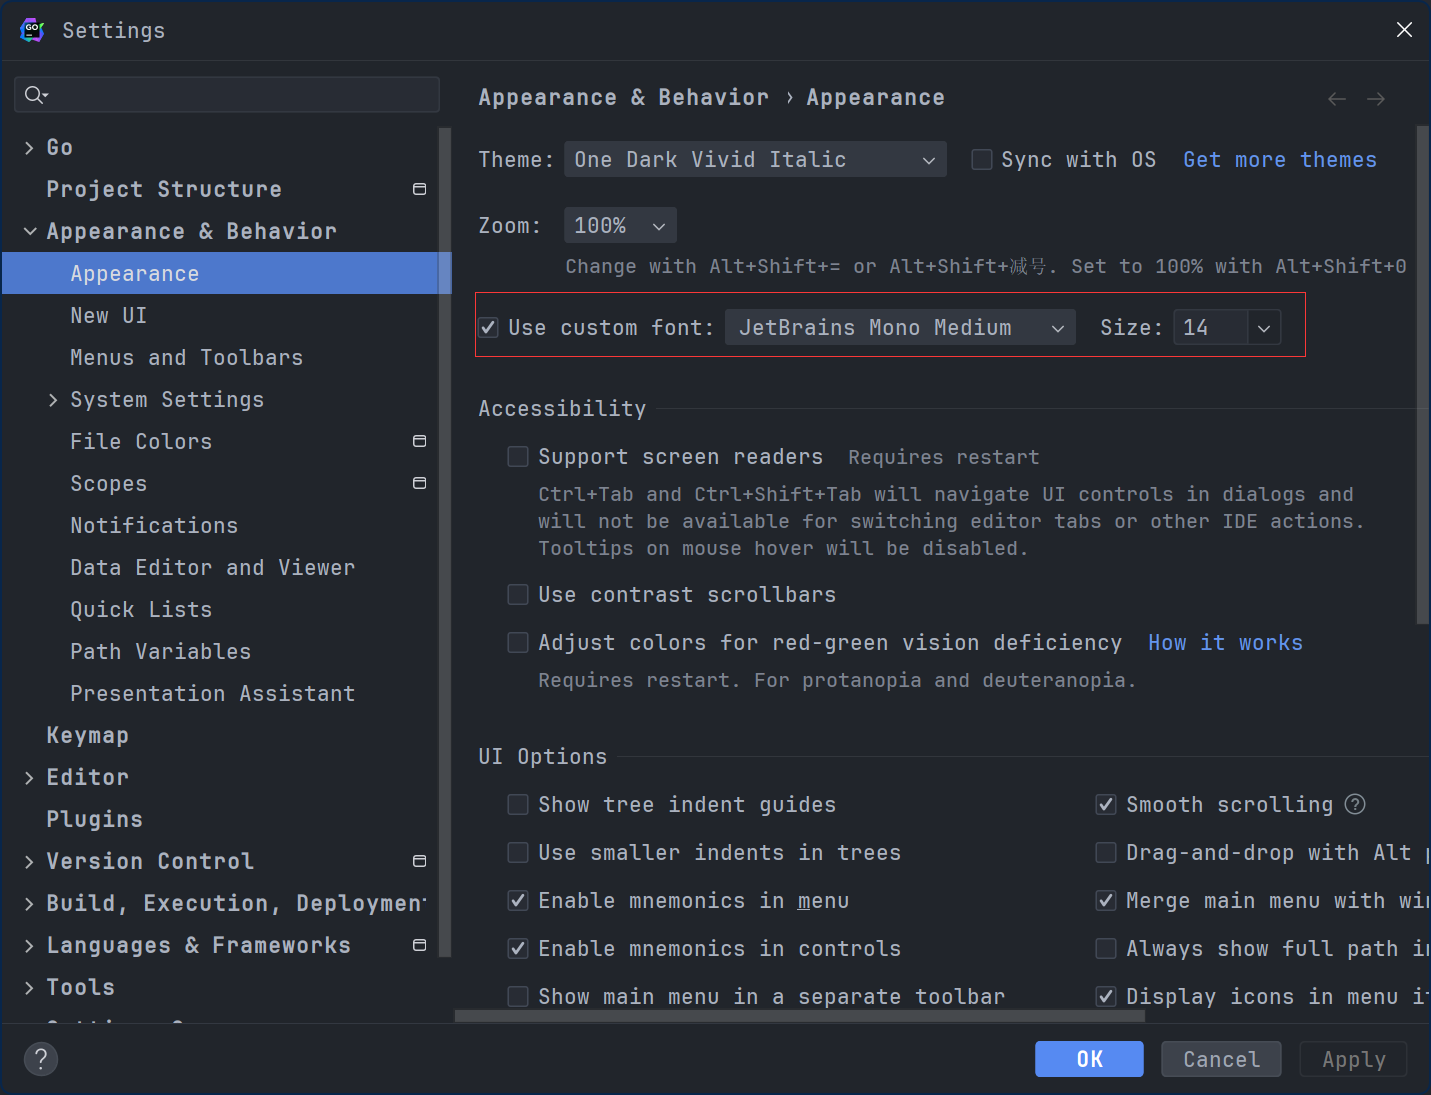 GO
Settings
Go
Project Structure
Appearance & Behavior
Appearance
New UI
Menus and Toolbars
System Settings
File Colors
Scopes
Notifications
Data Editor and Viewer
Quick Lists
Path Variables
Presentation Assistant
Keymap
Editor
Plugins
Version Control
Build, Execution, Deploymen
Languages & Frameworks
Tools
Appearance & Behavior › Appearance
Theme: One Dark Vivid Italic Sync with OS Get more themes
Zoom: 100%
Change with Alt+Shift+= or Alt+Shift+减号. Set to 100% with Alt+Shift+0
Use custom font: JetBrains Mono Medium Size: 14
Accessibility
Support screen readers Requires restart
Ctrl+Tab and Ctrl+Shift+Tab will navigate UI controls in dialogs and
will not be available for switching editor tabs or other IDE actions.
Tooltips on mouse hover will be disabled.
Use contrast scrollbars
Adjust colors for red-green vision deficiency How it works
Requires restart. For protanopia and deuteranopia.
UI Options
Show tree indent guides Smooth scrolling ?
Use smaller indents in trees Drag-and-drop with Alt
Enable mnemonics in menu Merge main menu with wi
Enable mnemonics in controls Always show full path i
Show main menu in a separate toolbar Display icons in menu i
? OK Cancel Apply